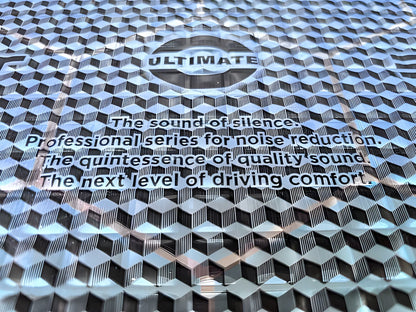 ULTIMATE
The sound of silence.
Professional series for noise reduction.
The quintessence of quality sound.
The next level of driving comfort.